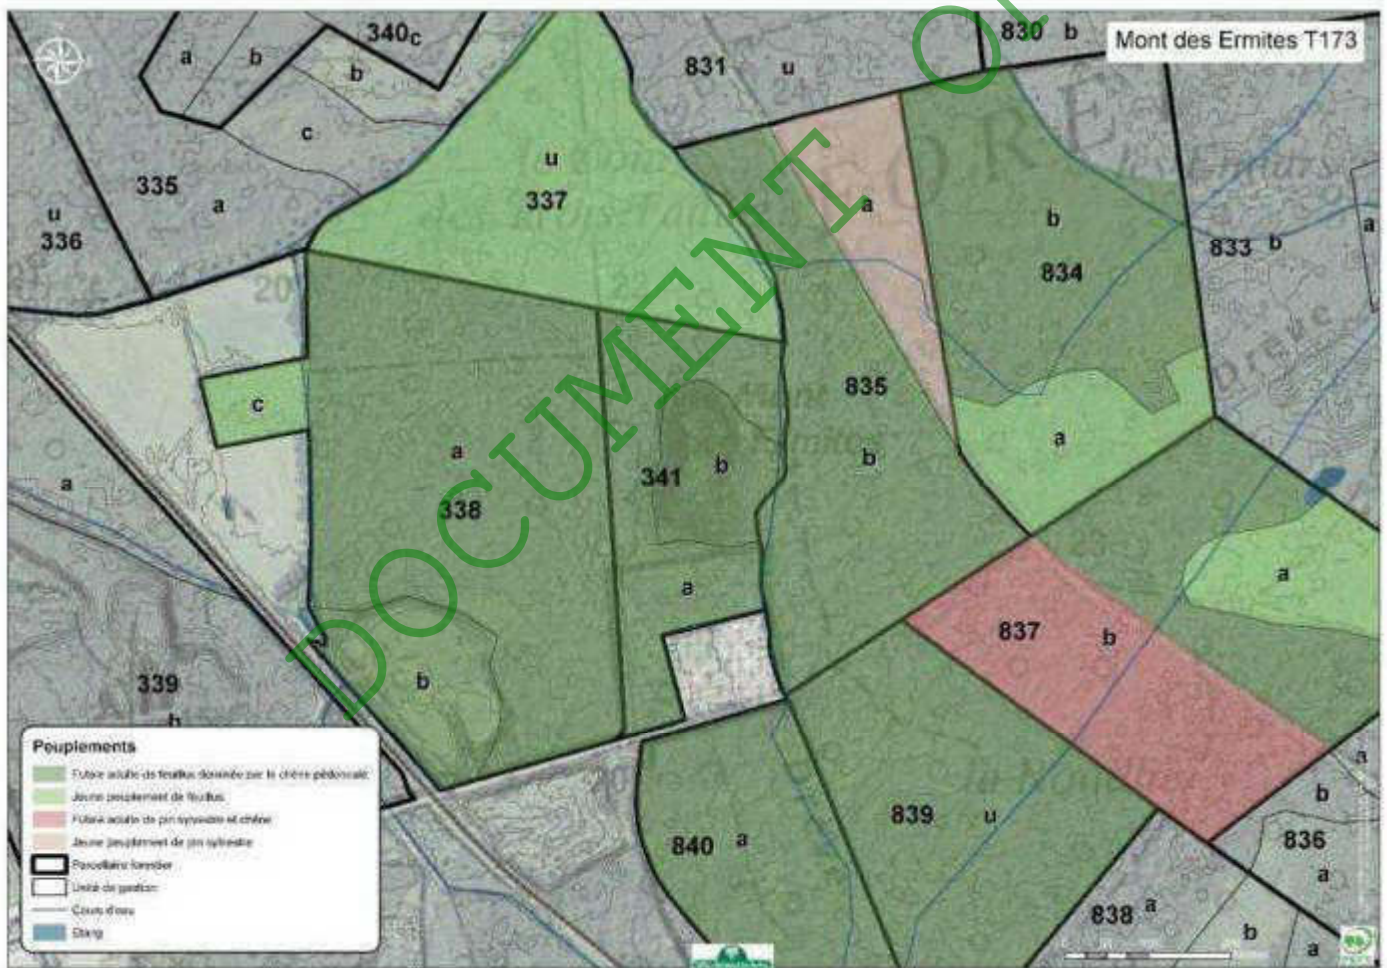 Mont des Ermites T173
340c
a
b
b
c
335
a
u
336
831
u
830 b
u
337
a
b
834
833 b
a
c
a
338
341
b
835
b
a
a
a
a
b
837
b
a
339
b
840 a
839
u
838 a
b
a
a
b
836
a
DOCUMENT
Peuplements
Futaie adulte de feuillus dominée par le chêne pédonculé
Jeune peuplement de feuillus
Futaie adulte de pin sylvestre et chêne
Jeune peuplement de pin sylvestre
Parcellaire forestier
Unité de gestion
Cours d'eau
Etang